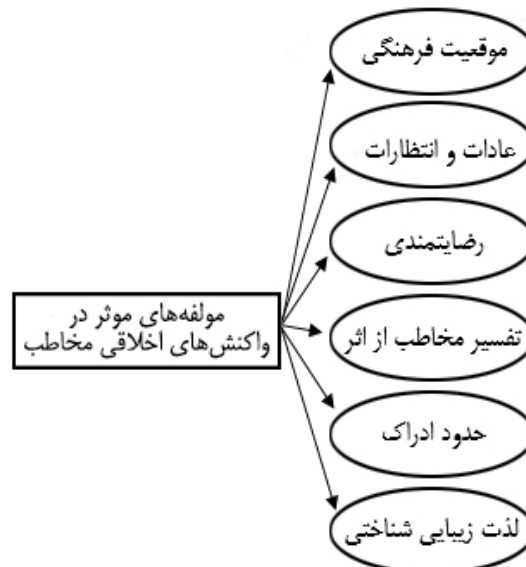 موقعیت فرهنگی
عادات و انتظارات
رضایتمندی
مولفه‌های موثر در
واکنش‌های اخلاقی مخاطب
تفسیر مخاطب از اثر
حدود ادراک
لذت زیبایی شناختی